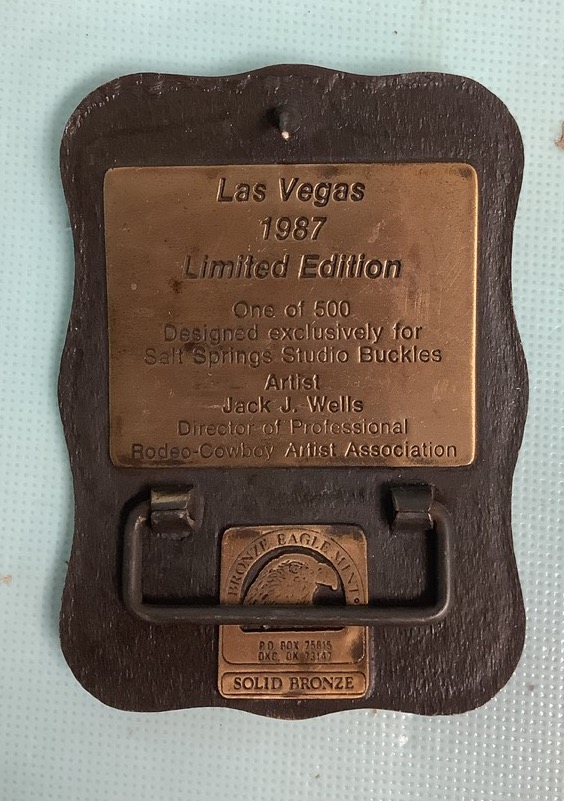 Las Vegas
1987
Limited Edition
One of 500
Designed exclusively for
Salt Springs Studio Buckles
Artist
Jack J. Wells
Director of Professional
Rodeo-Cowboy Artist Association
BRONZE EAGLE MINT
P.O. BOX 75815
OKC, OK 73147
SOLID BRONZE